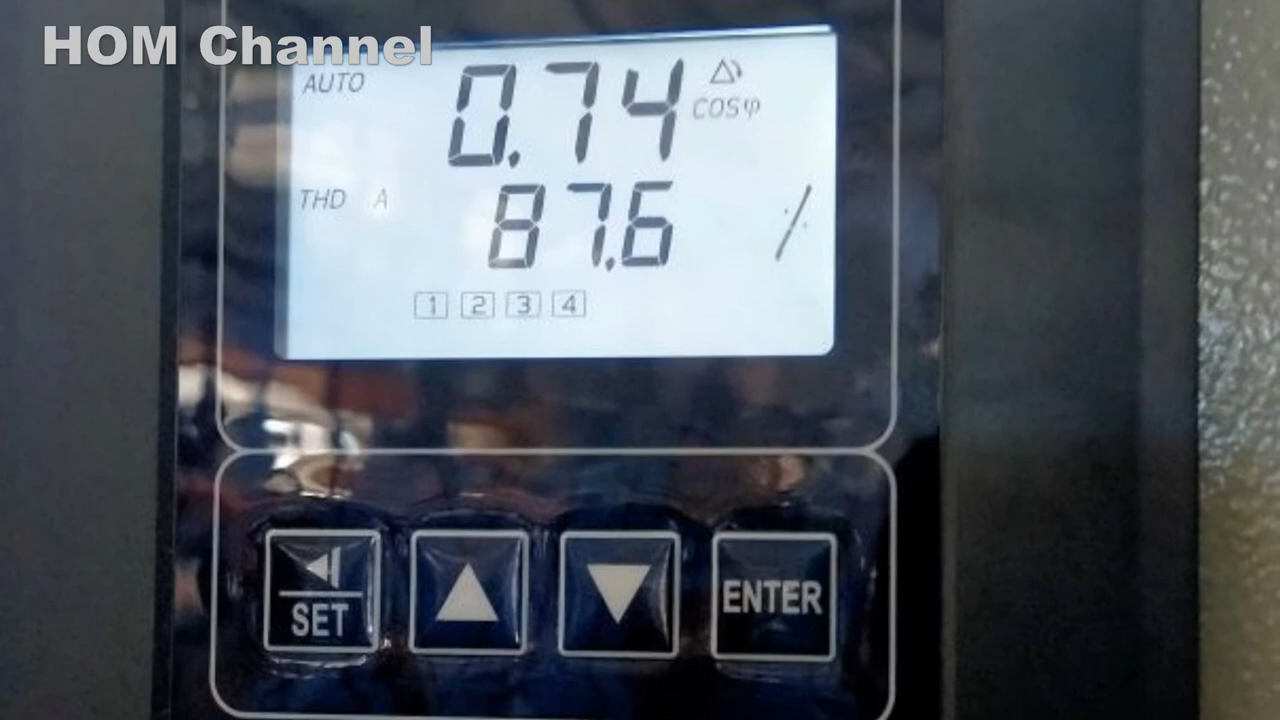 HOM Channel
AUTO 0.74 COSφ
THD A 87.6 %
1 2 3 4
SET ENTER